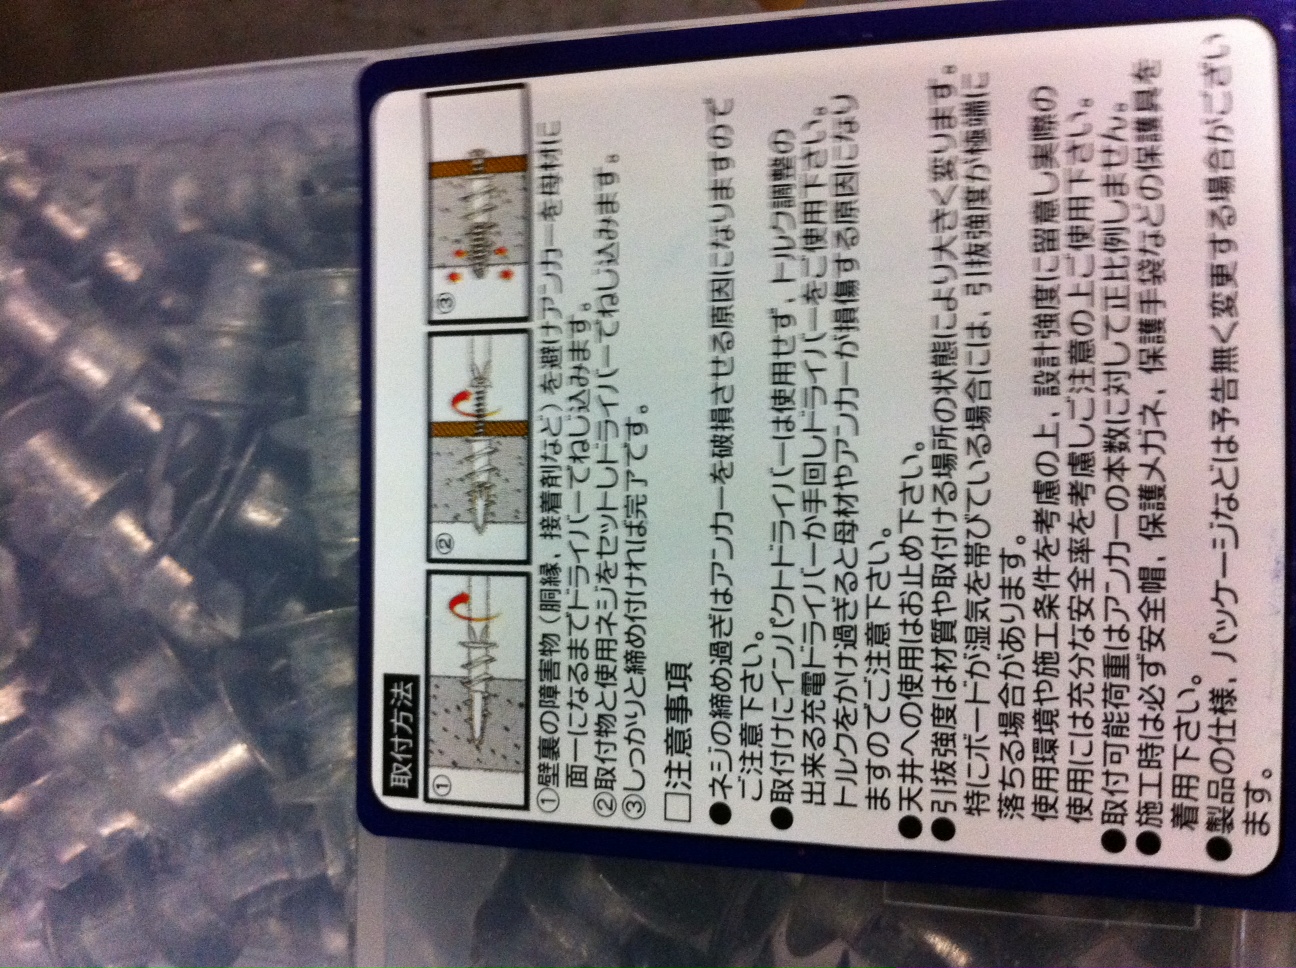 取付方法
① ② ③
①壁裏の障害物（胴縁、接着剤など）を避けアンカーを母材に
面一になるまでドライバーでねじ込みます。
②取付物と使用ネジをセットしドライバーでねじ込みます。
③しっかりと締め付ければ完了です。
□注意事項
●ネジの締め過ぎはアンカーを破損させる原因になりますので
ご注意下さい。
●取付けにインパクトドライバーは使用せず、トルク調整の
出来る充電ドライバーか手回しドライバーをご使用下さい。
トルクをかけ過ぎると母材やアンカーが損傷する原因になり
ますのでご注意下さい。
●天井への使用はお止め下さい。
●引抜強度は材質や取付ける場所の状態により大きく変ります。
特にボードが湿気を帯びている場合には、引抜強度が極端に
落ちる場合があります。
使用環境や施工条件を考慮の上、設計強度に留意し実際の
使用には充分な安全率を考慮しご注意の上ご使用下さい。
●取付可能荷重はアンカーの本数に対して正比例しません。
●施工時は必ず安全帽、保護メガネ、保護手袋などの保護具を
着用下さい。
●製品の仕様、パッケージなどは予告無く変更する場合がござい
ます。